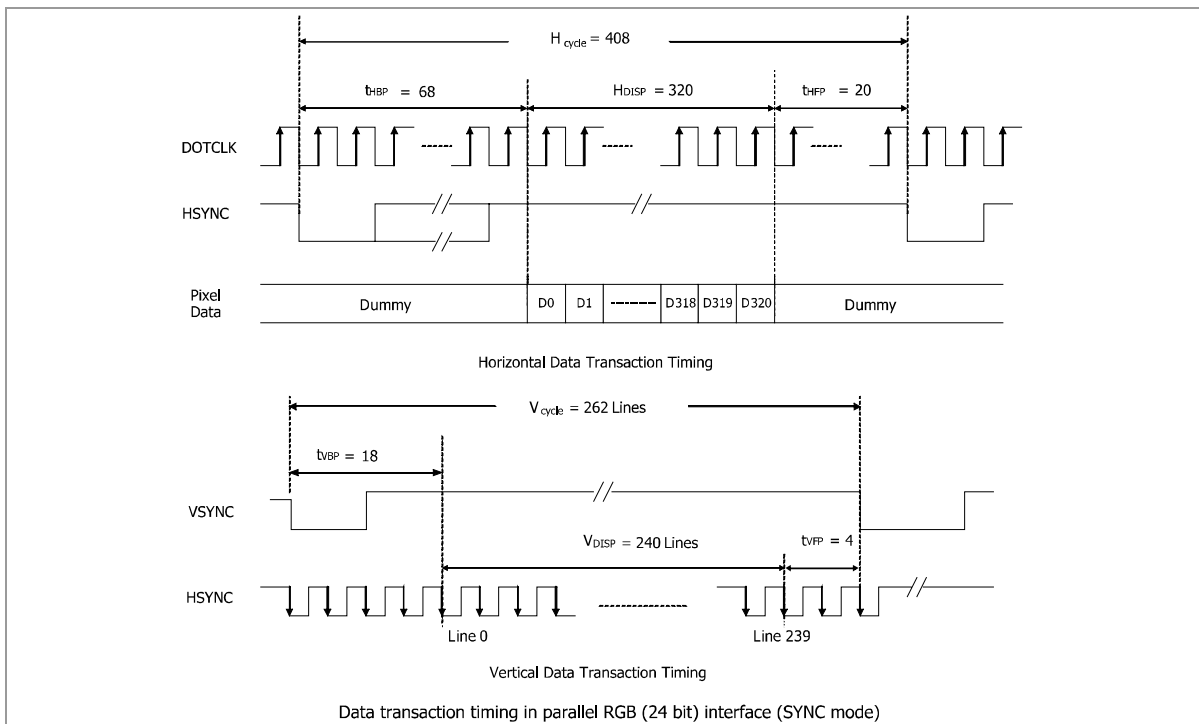 H cycle = 408
tHBP = 68
HDISP = 320
tHFP = 20
DOTCLK
HSYNC
Pixel
Data
Dummy
D0
D1
D318
D319
D320
Dummy
Horizontal Data Transaction Timing
V cycle = 262 Lines
tVBP = 18
VSYNC
VDISP = 240 Lines
tVFP = 4
HSYNC
Line 0
Line 239
Vertical Data Transaction Timing
Data transaction timing in parallel RGB (24 bit) interface (SYNC mode)